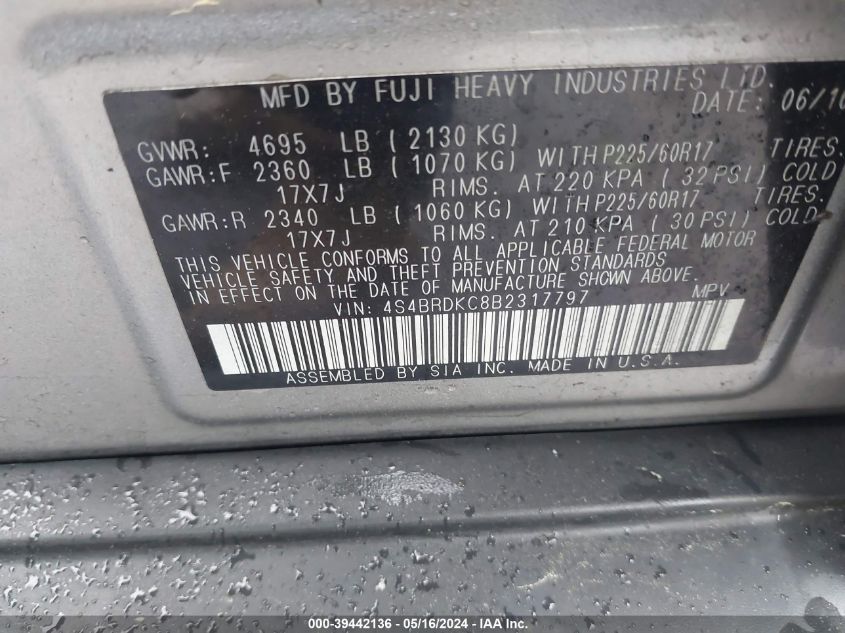 MFD BY FUJI HEAVY INDUSTRIES LTD.
DATE: 06/10
GVWR: 4695 LB ( 2130 KG)
GAWR:F 2360 LB ( 1070 KG) WITH P225/60R17 TIRES.
17X7J RIMS. AT 220 KPA ( 32 PSI) COLD
GAWR:R 2340 LB ( 1060 KG) WITH P225/60R17 TIRES.
17X7J RIMS. AT 210 KPA ( 30 PSI) COLD
THIS VEHICLE CONFORMS TO ALL APPLICABLE FEDERAL MOTOR
VEHICLE SAFETY AND THEFT PREVENTION STANDARDS
IN EFFECT ON THE DATE OF MANUFACTURE SHOWN ABOVE.
VIN: 4S4BRDKC8B2317797 MPV
ASSEMBLED BY SIA INC. MADE IN U.S.A.
000-39442136 - 05/16/2024 - IAA Inc.